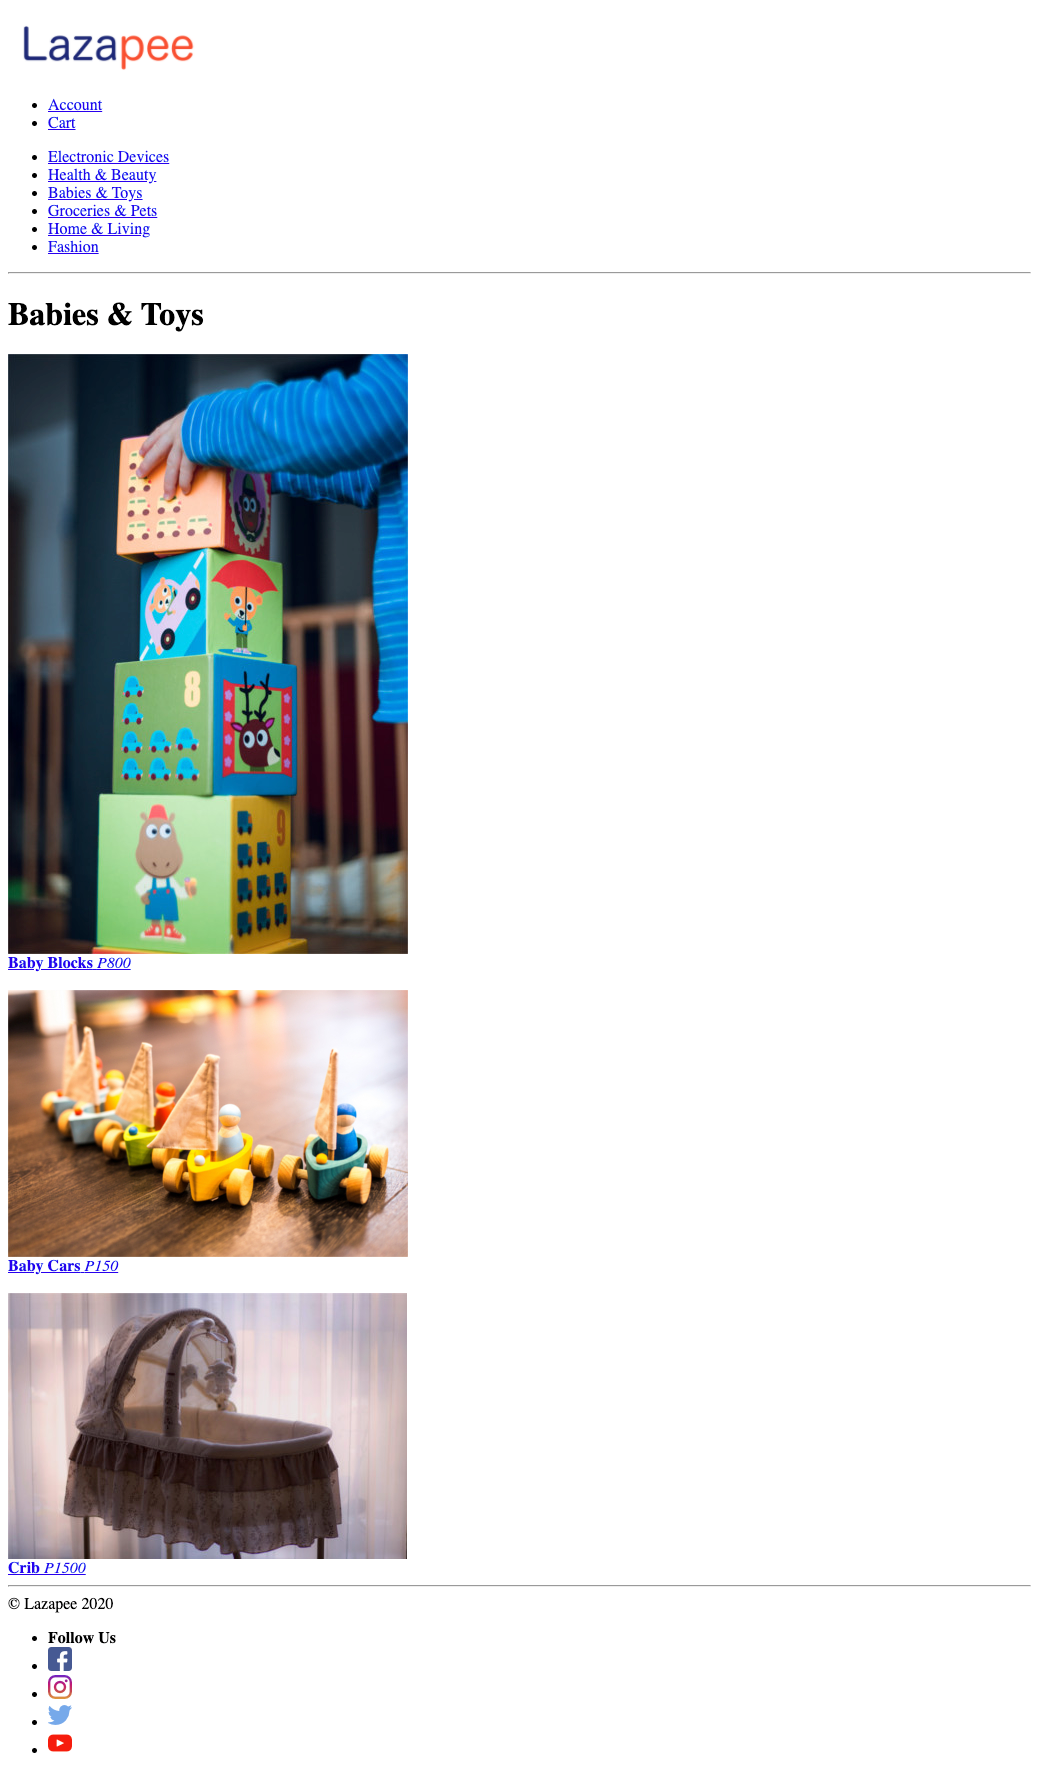 Lazapee
Account
Cart
Electronic Devices
Health & Beauty
Babies & Toys
Groceries & Pets
Home & Living
Fashion
Babies & Toys
8
9
Baby Blocks P800
Baby Cars P150
Crib P1500
© Lazapee 2020
Follow Us